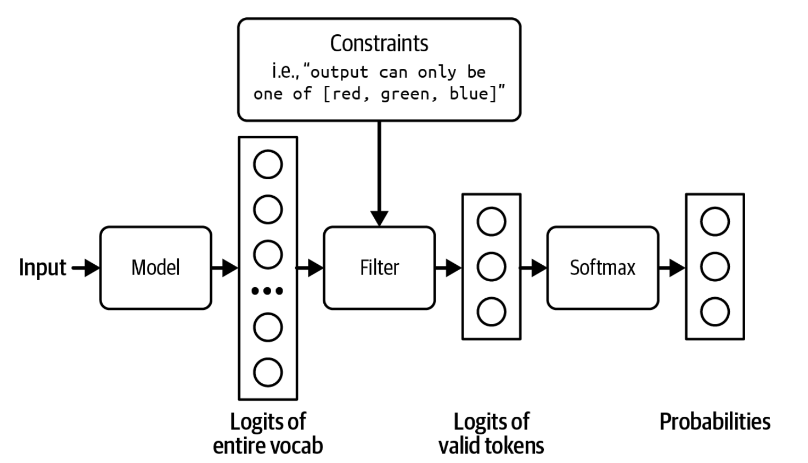 Constraints
i.e., “output can only be
one of [red, green, blue]”
Input
Model
Filter
Softmax
Logits of
entire vocab
Logits of
valid tokens
Probabilities